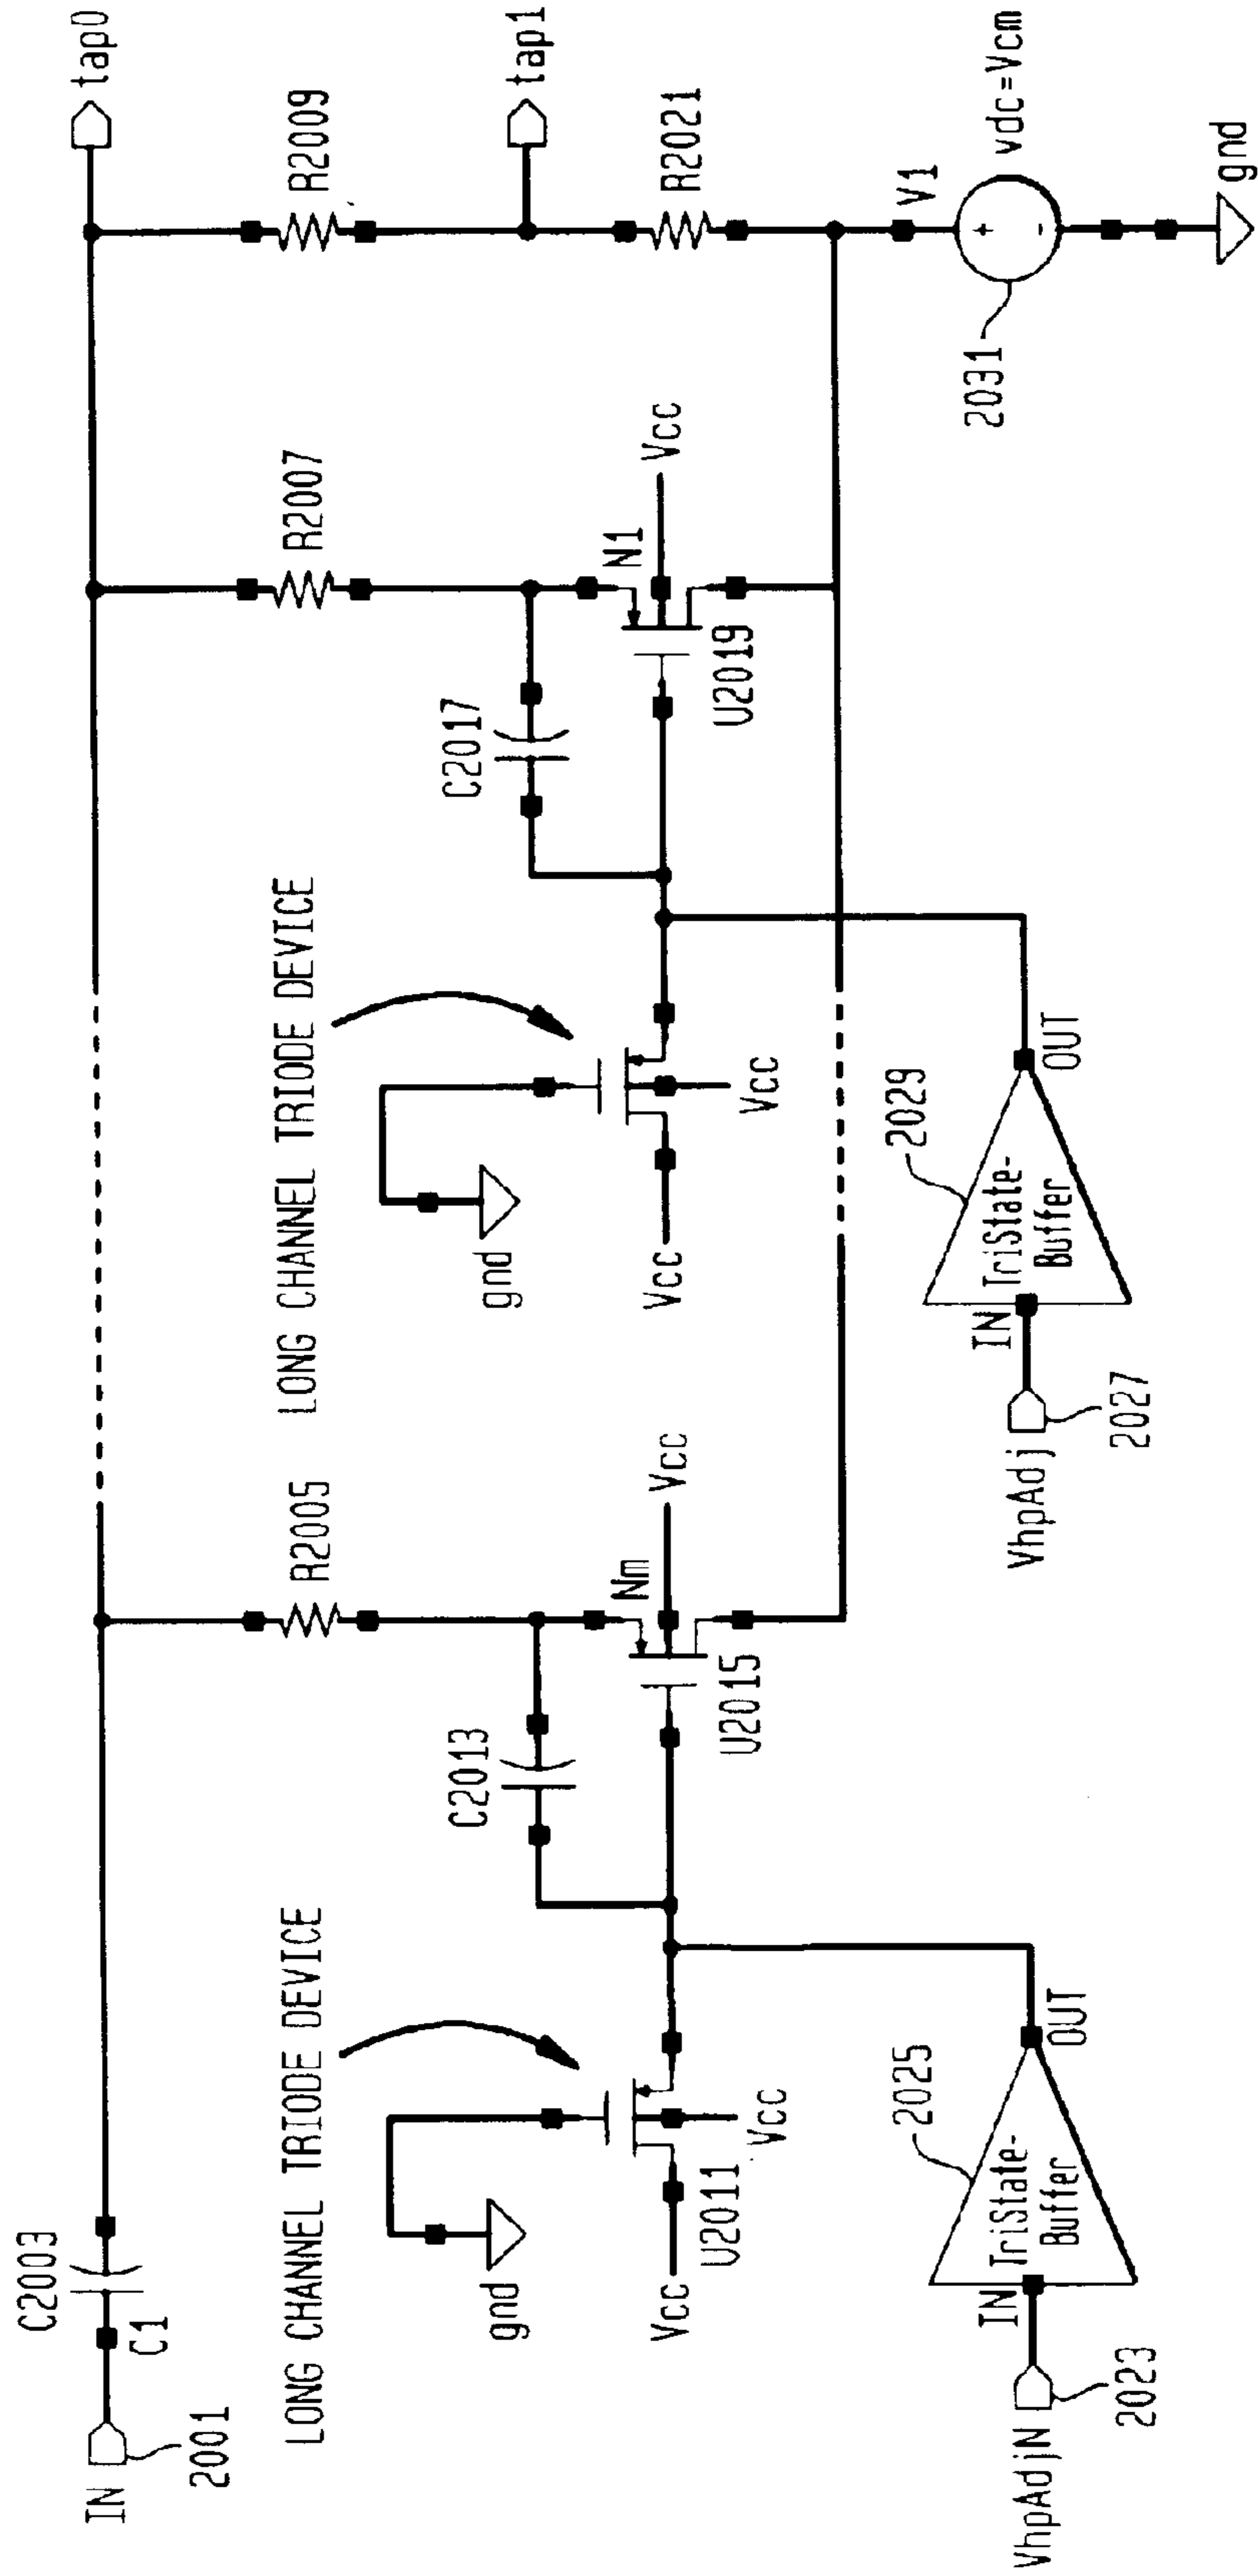 IN
2001
C2003
C1
LONG CHANNEL TRIODE DEVICE
gnd
Vcc
U2011
Vcc
C2013
R2005
Nm
U2015
Vcc
VhpAdjN
2023
IN
TriState-
Buffer
2025
OUT
LONG CHANNEL TRIODE DEVICE
gnd
Vcc
Vcc
C2017
R2007
N1
U2019
Vcc
VhpAdj
2027
IN
TriState-
Buffer
2029
OUT
tap0
R2009
tap1
R2021
V1
+
-
vdc=Vcm
2031
gnd